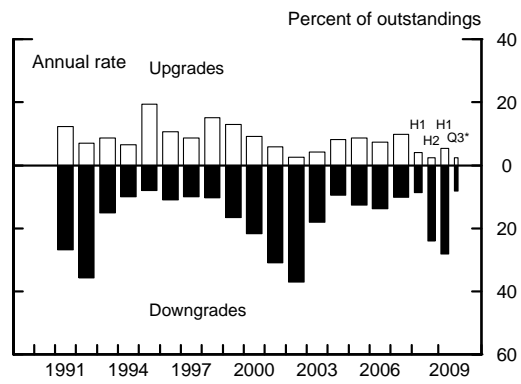 Percent of outstandings
40
Annual rate
Upgrades
20
H1
H2
H1
Q3*
0
20
40
Downgrades
60
1991
1994
1997
2000
2003
2006
2009